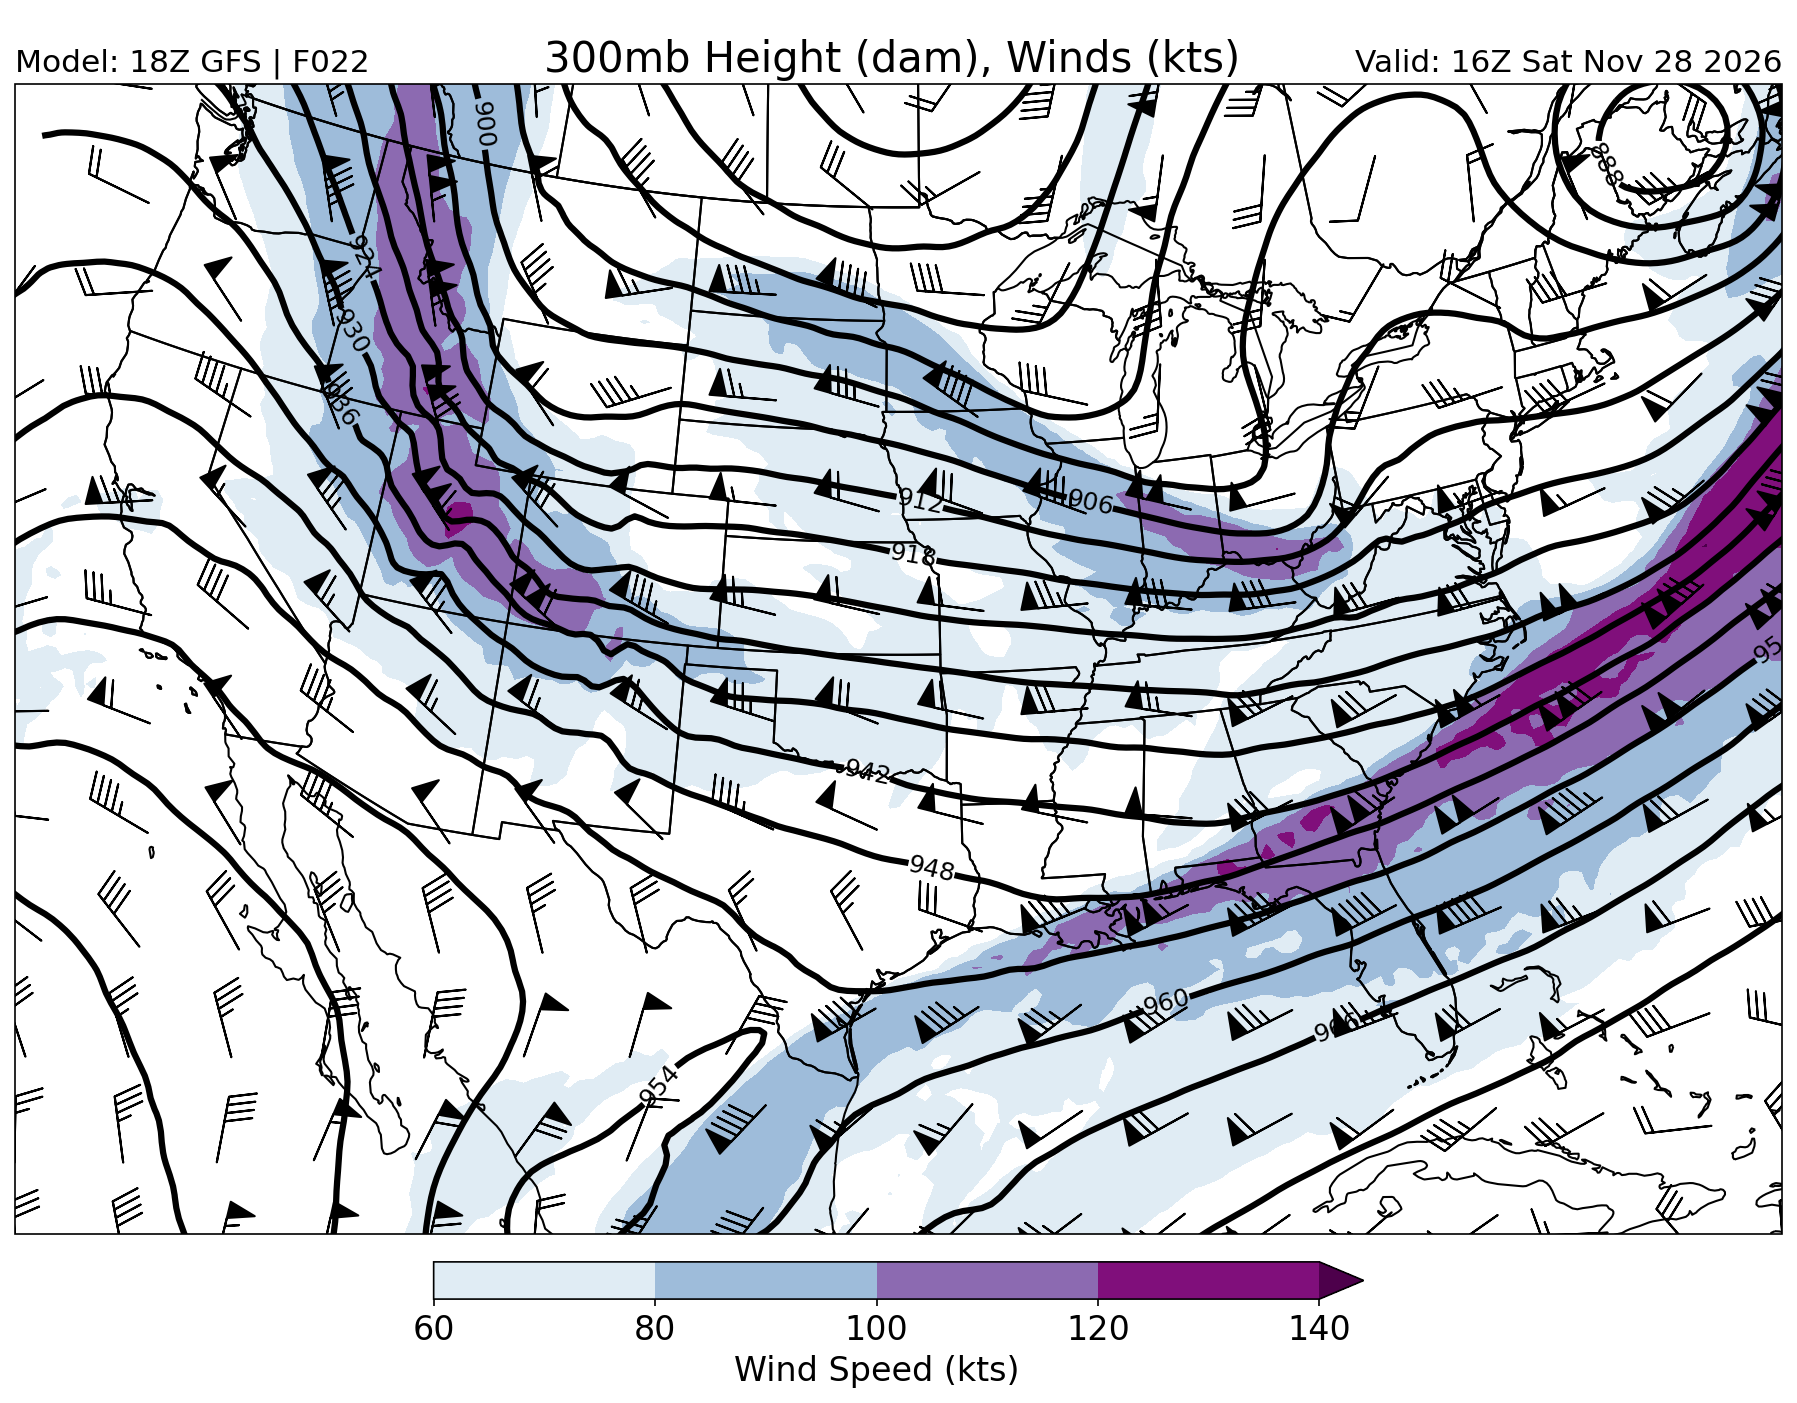 Model: 18Z GFS | F022
300mb Height (dam), Winds (kts)
Valid: 16Z Sat Nov 28 2026
900
888
924
930
936
906
912
918
95
942
948
960
966
954
60 80 100 120 140
Wind Speed (kts)